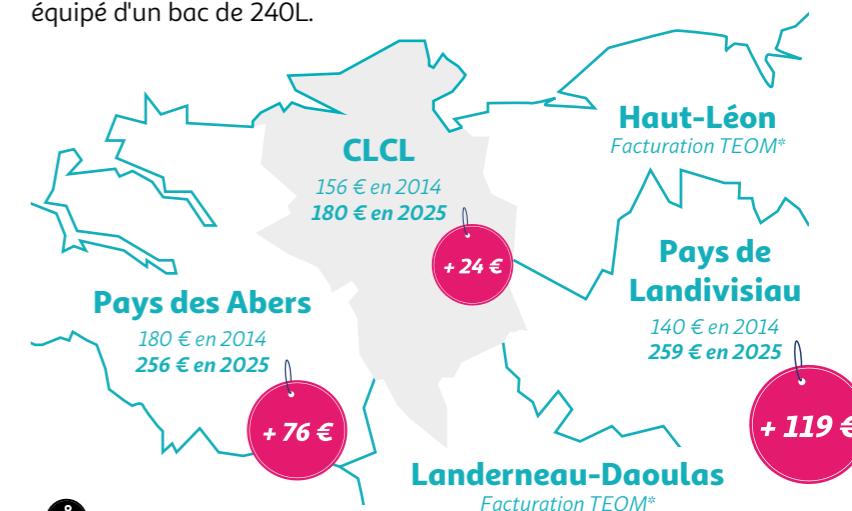 équipé d'un bac de 240L.
Haut-Léon
Facturation TEOM*
CLCL
156 € en 2014
180 € en 2025
+ 24 €
Pays de
Landivisiau
140 € en 2014
259 € en 2025
+ 119 €
Pays des Abers
180 € en 2014
256 € en 2025
+ 76 €
Landerneau-Daoulas
Facturation TEOM*